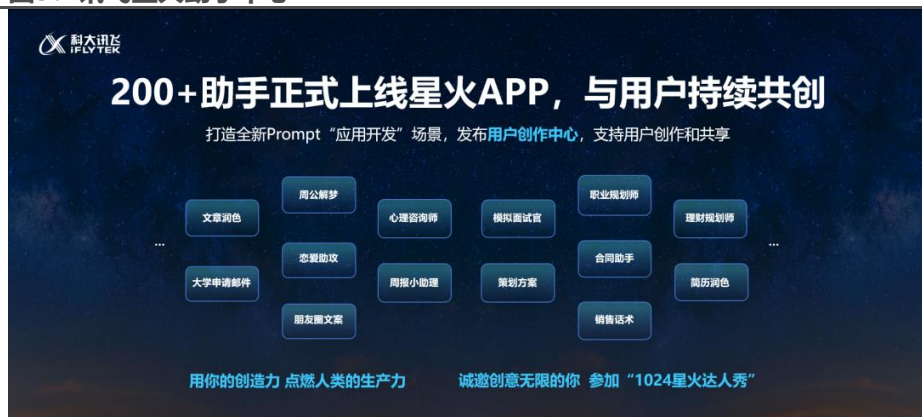 科大讯飞
iFLYTEK
200+助手正式上线星火APP，与用户持续共创
打造全新Prompt“应用开发”场景，发布用户创作中心，支持用户创作和共享
周公解梦
职业规划师
文章润色
心理咨询师
模拟面试官
理财规划师
...
...
恋爱助攻
合同助手
大学申请邮件
周报小助理
策划方案
简历润色
朋友圈文案
销售话术
用你的创造力 点燃人类的生产力
诚邀创意无限的你 参加“1024星火达人秀”